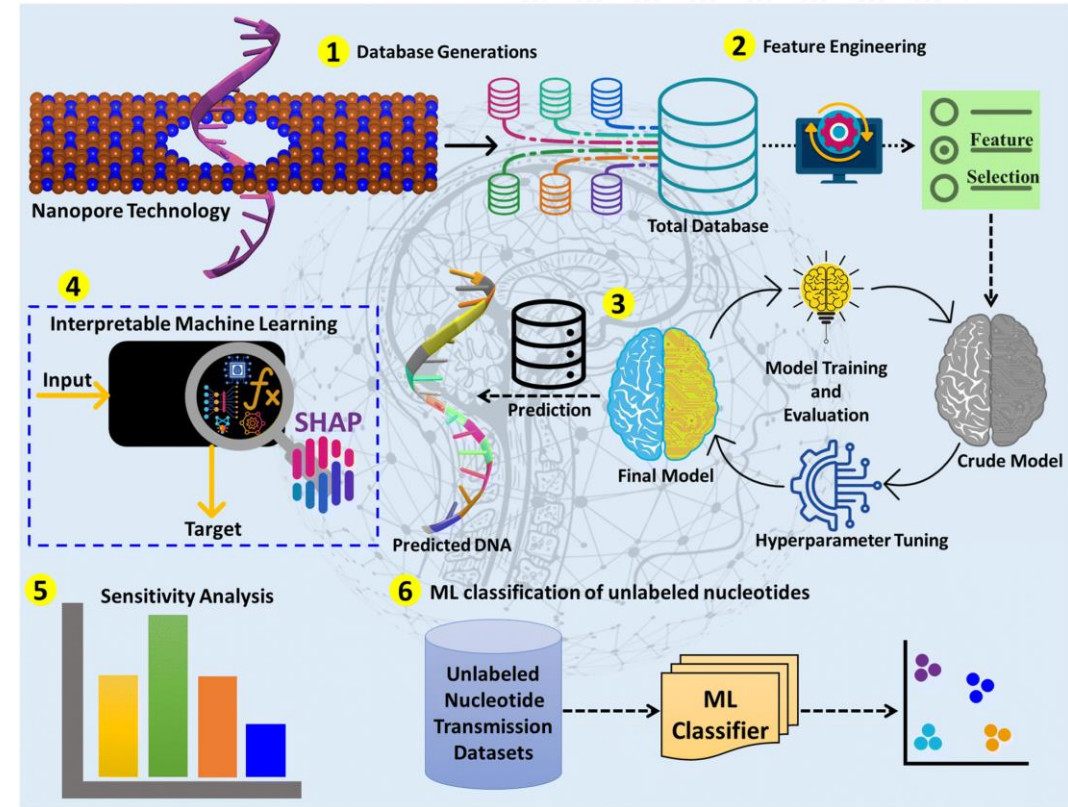 1 Database Generations
2 Feature Engineering
Nanopore Technology
Total Database
Feature
Selection
4
Interpretable Machine Learning
Input
fx
SHAP
Target
3
Prediction
Predicted DNA
Final Model
Model Training
and
Evaluation
Crude Model
Hyperparameter Tuning
5
Sensitivity Analysis
6 ML classification of unlabeled nucleotides
Unlabeled
Nucleotide
Transmission
Datasets
ML
Classifier